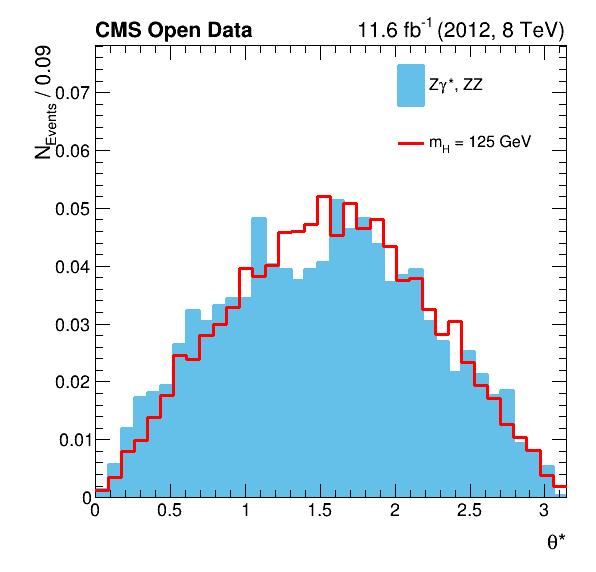 CMS Open Data 11.6 fb⁻¹ (2012, 8 TeV)
N_Events / 0.09
Zγ*, ZZ
m_H = 125 GeV
0.07
0.06
0.05
0.04
0.03
0.02
0.01
0
0 0.5 1 1.5 2 2.5 3
θ*